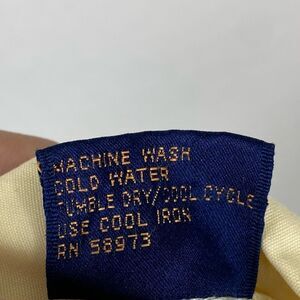 MACHINE WASH
COLD WATER
TUMBLE DRY/COOL CYCLE
USE COOL IRON
RN 58973